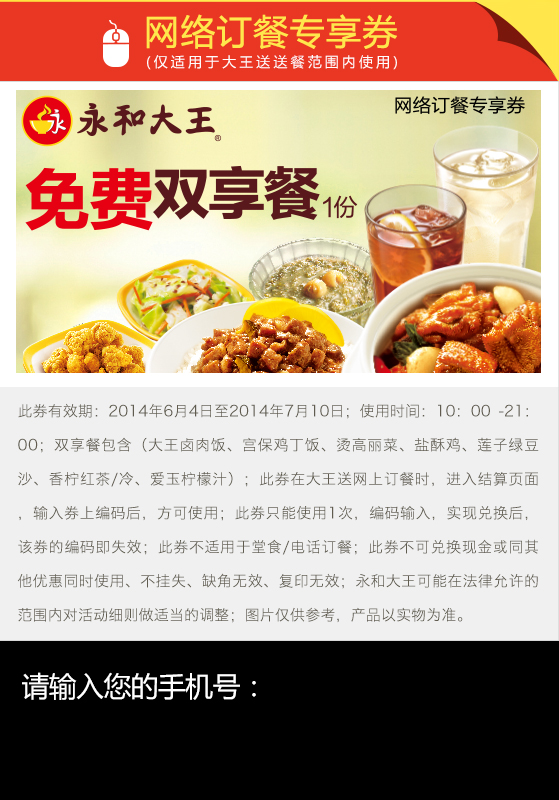 网络订餐专享券
(仅适用于大王送送餐范围内使用)
网络订餐专享券
永 永和大王®
免费双享餐1份
此券有效期：2014年6月4日至2014年7月10日；使用时间：10：00 -21：
00；双享餐包含（大王卤肉饭、宫保鸡丁饭、烫高丽菜、盐酥鸡、莲子绿豆
沙、香柠红茶/冷、爱玉柠檬汁）；此券在大王送网上订餐时，进入结算页面
，输入券上编码后，方可使用；此券只能使用1次，编码输入，实现兑换后，
该券的编码即失效；此券不适用于堂食/电话订餐；此券不可兑换现金或同其
他优惠同时使用、不挂失、缺角无效、复印无效；永和大王可能在法律允许的
范围内对活动细则做适当的调整；图片仅供参考，产品以实物为准。
请输入您的手机号：